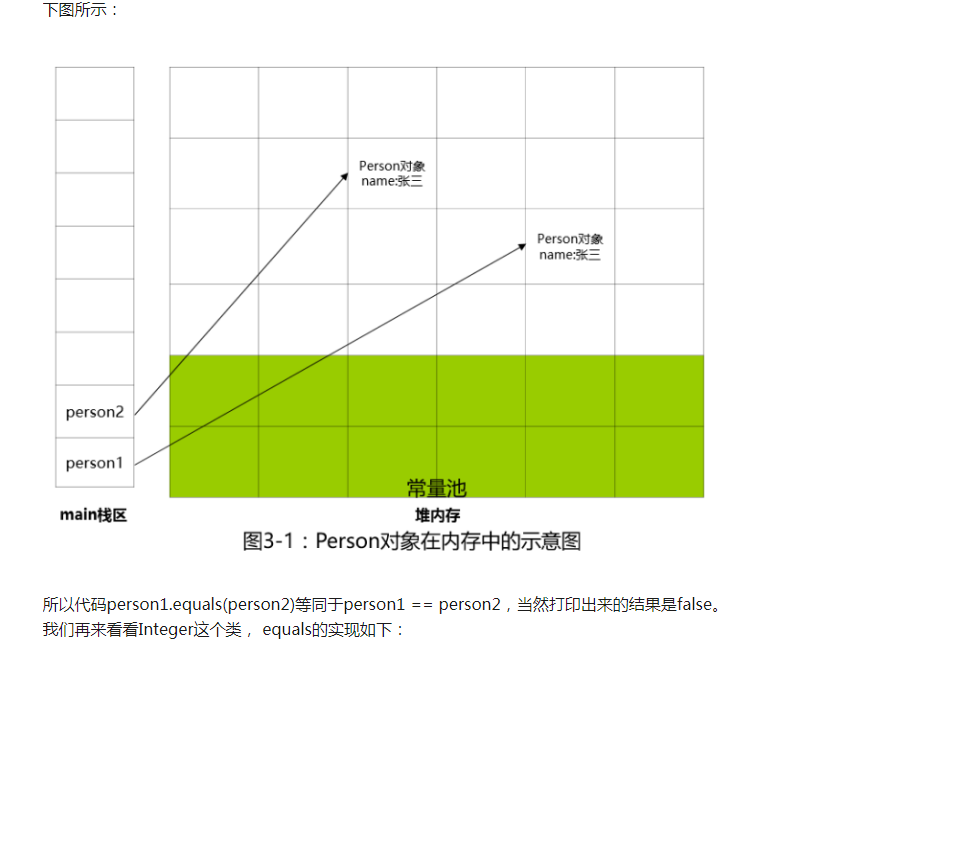 下图所示：
Person对象
name:张三
Person对象
name:张三
person2
person1
常量池
main栈区
堆内存
图3-1：Person对象在内存中的示意图
所以代码person1.equals(person2)等同于person1 == person2，当然打印出来的结果是false。
我们再来看看Integer这个类， equals的实现如下：